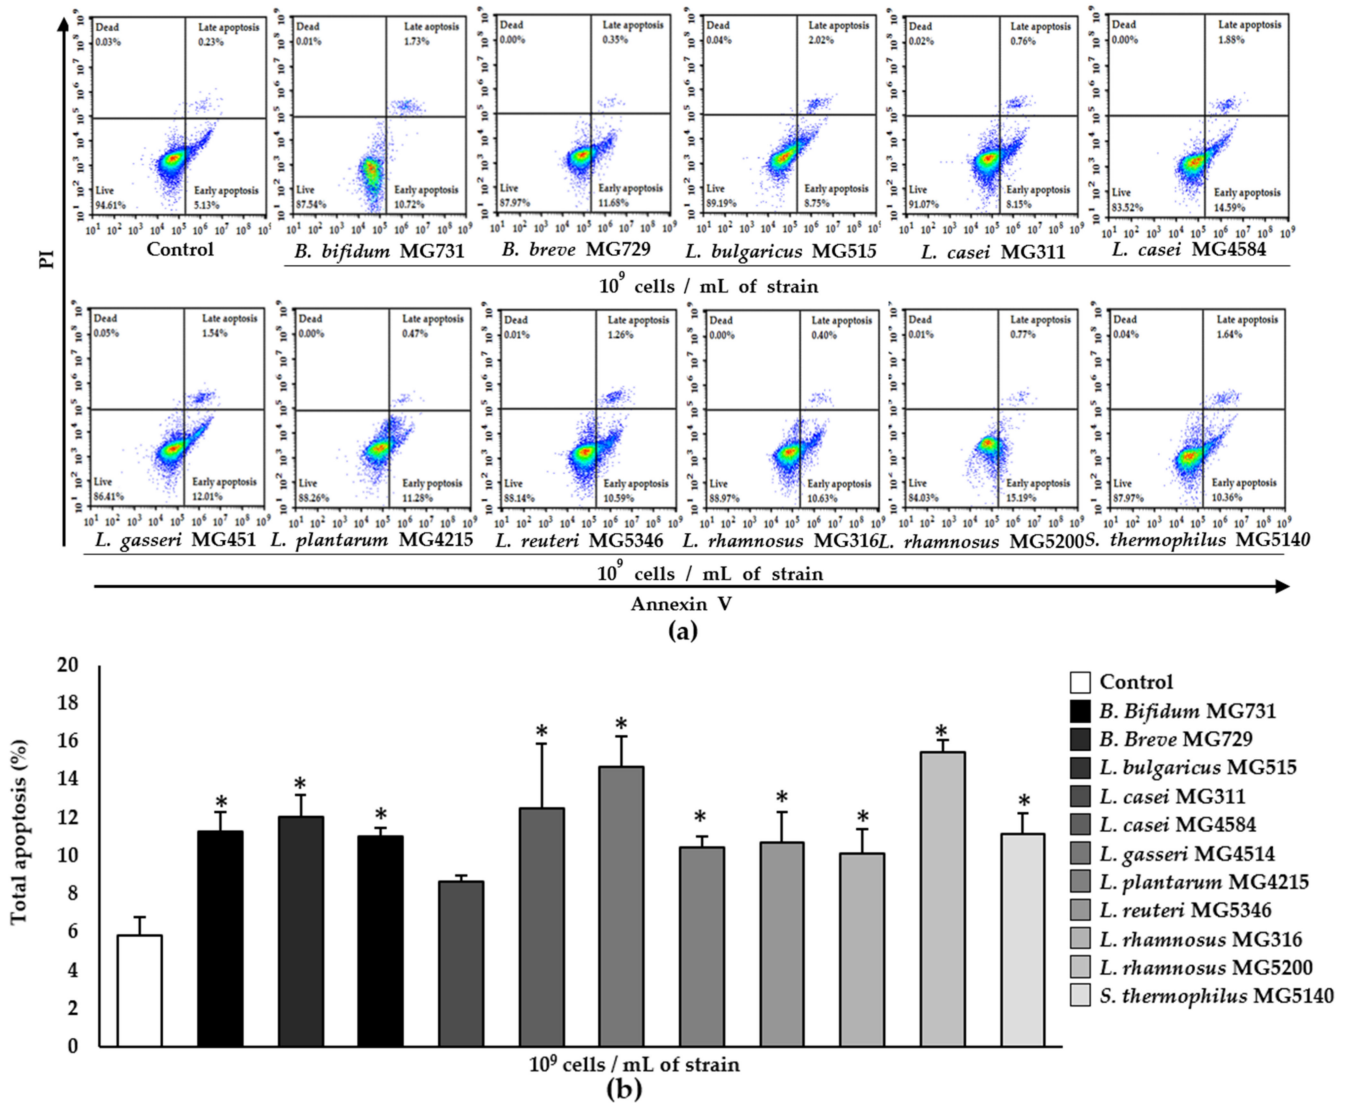 PI
Dead Late apoptosis
0.03% 0.23%
Live Early apoptosis
94.61% 5.13%
Control
Dead Late apoptosis
0.01% 1.73%
Live Early apoptosis
87.54% 10.72%
B. bifidum MG731
Dead Late apoptosis
0.00% 0.35%
Live Early apoptosis
87.97% 11.68%
B. breve MG729
Dead Late apoptosis
0.04% 2.02%
Live Early apoptosis
89.19% 8.75%
L. bulgaricus MG515
Dead Late apoptosis
0.02% 0.76%
Live Early apoptosis
91.07% 8.15%
L. casei MG311
Dead Late apoptosis
0.00% 1.88%
Live Early apoptosis
83.52% 14.59%
L. casei MG4584
10⁹ cells / mL of strain
Dead Late apoptosis
0.05% 1.54%
Live Early apoptosis
86.41% 12.01%
L. gasseri MG451
Dead Late apoptosis
0.00% 0.47%
Live Early apoptosis
88.26% 11.28%
L. plantarum MG4215
Dead Late apoptosis
0.01% 1.26%
Live Early apoptosis
88.14% 10.59%
L. reuteri MG5346
Dead Late apoptosis
0.00% 0.40%
Live Early apoptosis
88.97% 10.63%
L. rhamnosus MG316
Dead Late apoptosis
0.01% 0.77%
Live Early apoptosis
84.03% 15.19%
L. rhamnosus MG5200
Dead Late apoptosis
0.04% 1.64%
Live Early apoptosis
87.97% 10.36%
S. thermophilus MG5140
10⁹ cells / mL of strain
Annexin V
(a)
Total apoptosis (%)
20
18
16
14
12
10
8
6
4
2
0
* * * * * * * * * *
10⁹ cells / mL of strain
(b)
Control
B. Bifidum MG731
B. Breve MG729
L. bulgaricus MG515
L. casei MG311
L. casei MG4584
L. gasseri MG4514
L. plantarum MG4215
L. reuteri MG5346
L. rhamnosus MG316
L. rhamnosus MG5200
S. thermophilus MG5140